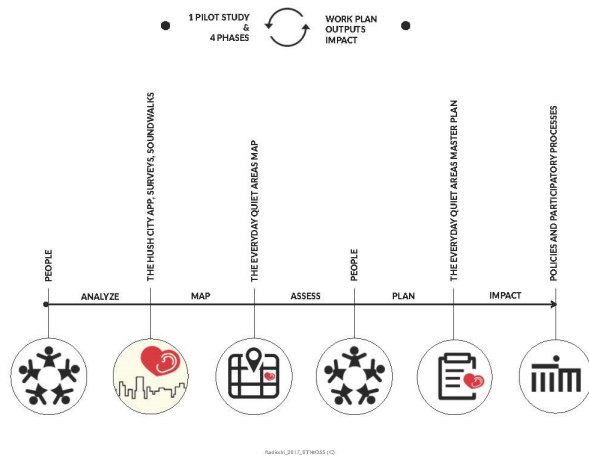 1 PILOT STUDY
&
4 PHASES
WORK PLAN
OUTPUTS
IMPACT
PEOPLE
THE HUSH CITY APP, SURVEYS, SOUNDWALKS
THE EVERYDAY QUIET AREAS MAP
PEOPLE
THE EVERYDAY QUIET AREAS MASTER PLAN
POLICIES AND PARTICIPATORY PROCESSES
ANALYZE
MAP
ASSESS
PLAN
IMPACT